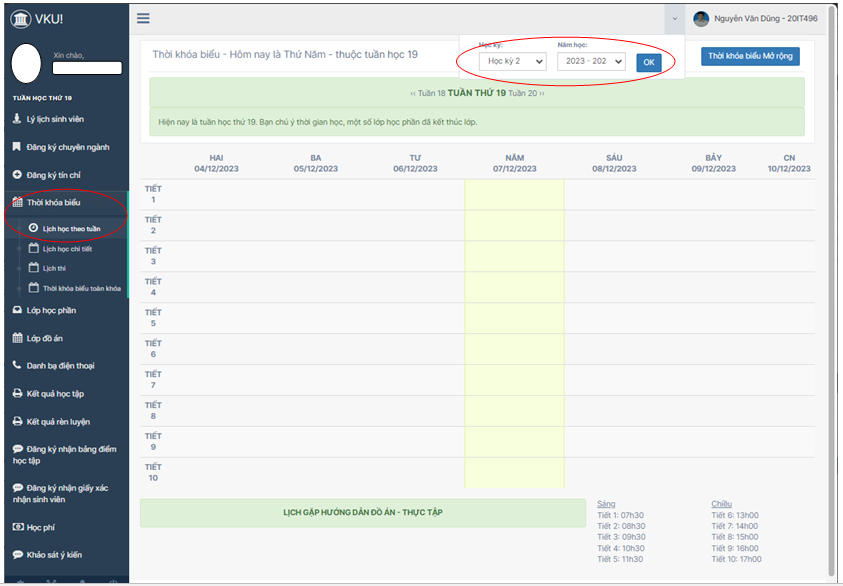 VKU!
Xin chào,
TUẦN HỌC THỨ 19
Lý lịch sinh viên
Đăng ký chuyên ngành
Đăng ký tín chỉ
Thời khóa biểu
Lịch học theo tuần
Lịch học chi tiết
Lịch thi
Thời khóa biểu toàn khóa
Lớp học phần
Lớp đồ án
Danh bạ điện thoại
Kết quả học tập
Kết quả rèn luyện
Đăng ký nhận bảng điểm
học tập
Đăng ký nhận giấy xác
nhận sinh viên
Học phí
Khảo sát ý kiến
Nguyễn Văn Dũng - 20IT496
Thời khóa biểu - Hôm nay là Thứ Năm - thuộc tuần học 19
Học kỳ:
Năm học:
Học kỳ 2
2023 - 202
OK
Thời khóa biểu Mở rộng
‹‹ Tuần 18 TUẦN THỨ 19 Tuần 20 ››
Hiện nay là tuần học thứ 19. Bạn chú ý thời gian học, một số lớp học phần đã kết thúc lớp.
HAI BA TƯ NĂM SÁU BẢY CN
04/12/2023 05/12/2023 06/12/2023 07/12/2023 08/12/2023 09/12/2023 10/12/2023
TIẾT
1
TIẾT
2
TIẾT
3
TIẾT
4
TIẾT
5
TIẾT
6
TIẾT
7
TIẾT
8
TIẾT
9
TIẾT
10
LỊCH GẶP HƯỚNG DẪN ĐỒ ÁN - THỰC TẬP
Sáng
Tiết 1: 07h30
Tiết 2: 08h30
Tiết 3: 09h30
Tiết 4: 10h30
Tiết 5: 11h30
Chiều
Tiết 6: 13h00
Tiết 7: 14h00
Tiết 8: 15h00
Tiết 9: 16h00
Tiết 10: 17h00